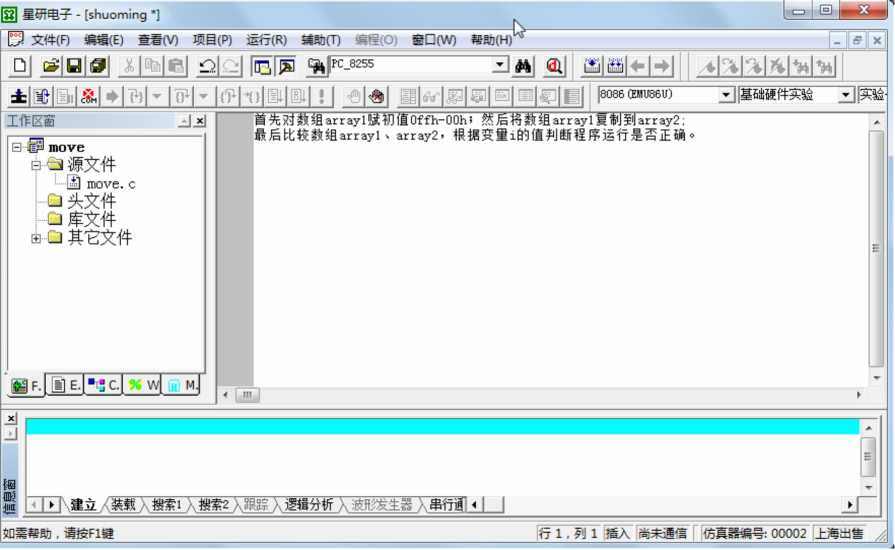 星研电子 - [shuoming *]
文件(F) 编辑(E) 查看(V) 项目(P) 运行(R) 辅助(T) 编程(O) 窗口(W) 帮助(H)
PC_8255
8086(EMU86U) 基础硬件实验 实验
工作区窗
move
源文件
move.c
头文件
库文件
其它文件
F. E. C. W M.
首先对数组array1赋初值0ffh-00h；然后将数组array1复制到array2;
最后比较数组array1、array2，根据变量i的值判断程序运行是否正确。
信息窗
建立 装载 搜索1 搜索2 跟踪 逻辑分析 波形发生器 串行通
如需帮助，请按F1键
行 1，列 1 插入 尚未通信 仿真器编号: 00002 上海出售